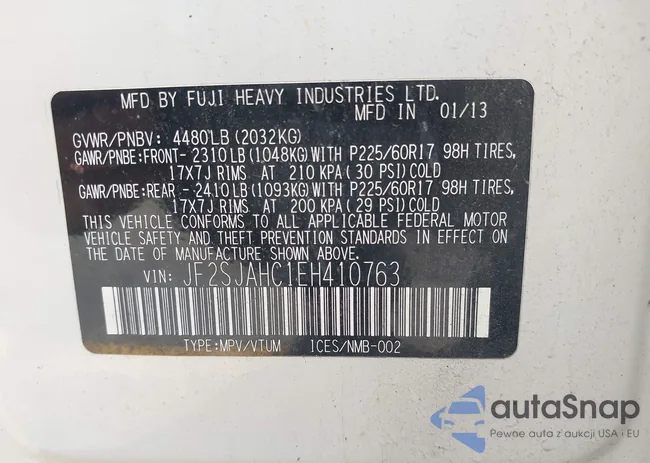 MFD BY FUJI HEAVY INDUSTRIES LTD.
MFD IN 01/13
GVWR/PNBV: 4480LB (2032KG)
GAWR/PNBE:FRONT- 2310LB (1048KG)WITH P225/60R17 98H TIRES,
17X7J RIMS AT 210 KPA (30 PSI) COLD
GAWR/PNBE:REAR - 2410LB (1093KG)WITH P225/60R17 98H TIRES,
17X7J RIMS AT 200 KPA (29 PSI) COLD
THIS VEHICLE CONFORMS TO ALL APPLICABLE FEDERAL MOTOR
VEHICLE SAFETY AND THEFT PREVENTION STANDARDS IN EFFECT
ON THE DATE OF MANUFACTURE SHOWN ABOVE.
VIN: JF2SJAHC1EH410763
TYPE:MPV/VTUM ICES/NMB-002
autaSnap
Pewne auta z aukcji USA i EU